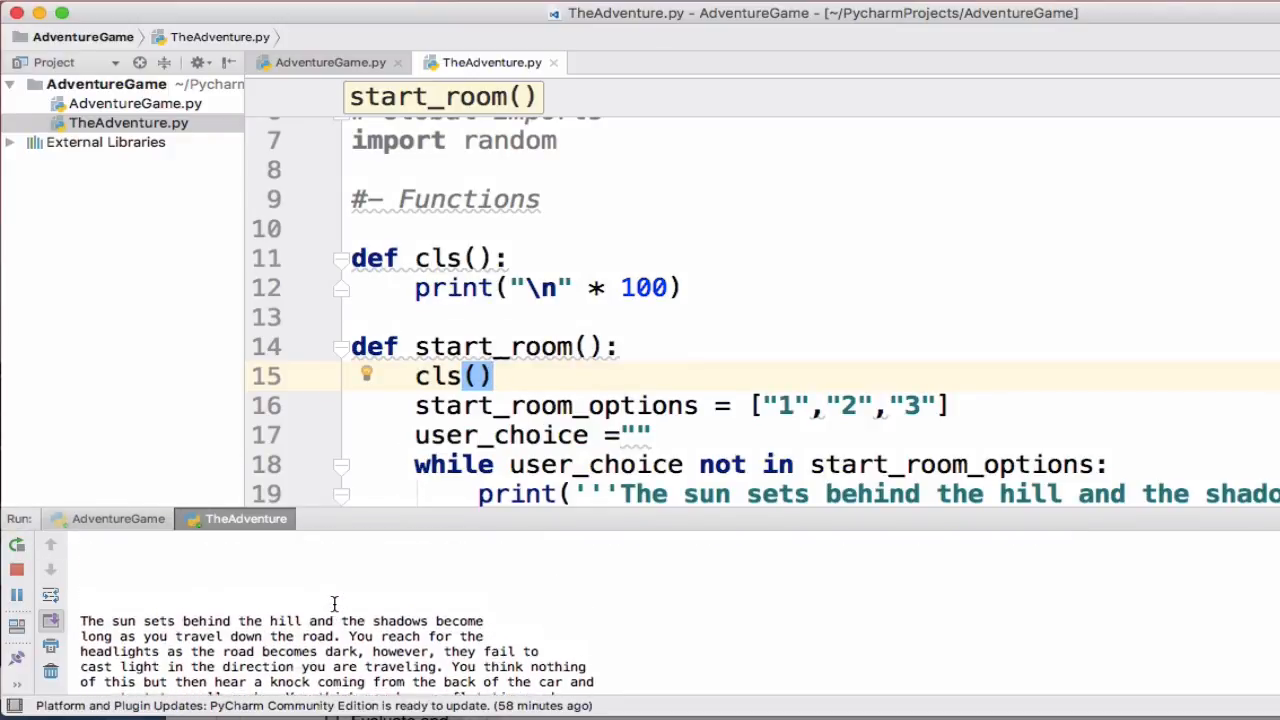 TheAdventure.py - AdventureGame - [~/PycharmProjects/AdventureGame]
AdventureGame TheAdventure.py
Project
AdventureGame.py TheAdventure.py
AdventureGame ~/Pycharm
AdventureGame.py
TheAdventure.py
External Libraries
start_room()
6 # Global Imports
7 import random
8
9 #- Functions
10
11 def cls():
12 print("\n" * 100)
13
14 def start_room():
15 cls()
16 start_room_options = ["1","2","3"]
17 user_choice =""
18 while user_choice not in start_room_options:
19 print('''The sun sets behind the hill and the shado
Run: AdventureGame TheAdventure
The sun sets behind the hill and the shadows become
long as you travel down the road. You reach for the
headlights as the road becomes dark, however, they fail to
cast light in the direction you are traveling. You think nothing
of this but then hear a knock coming from the back of the car and
Platform and Plugin Updates: PyCharm Community Edition is ready to update. (58 minutes ago)